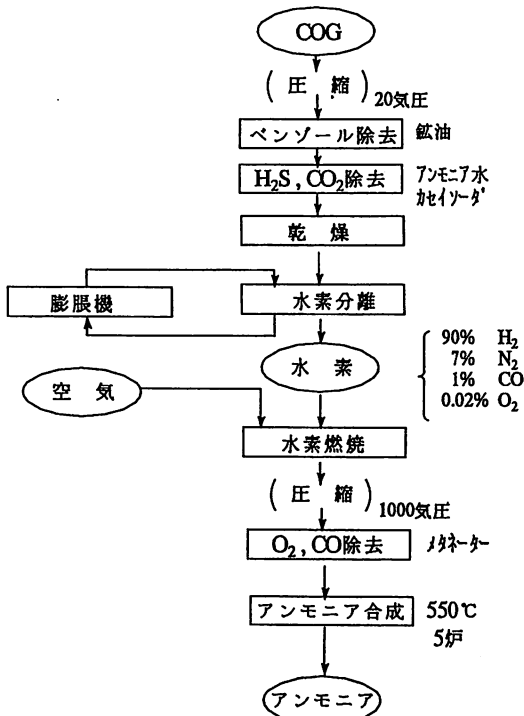 COG
(圧 縮) 20気圧
ベンゾール除去 鉱油
H₂S, CO₂除去 アンモニア水
カセイソーダ
乾 燥
膨脹機 水素分離
水 素
90% H₂
7% N₂
1% CO
0.02% O₂
空 気
水素燃焼
(圧 縮) 1000気圧
O₂, CO除去 メタネーター
アンモニア合成 550℃
5炉
アンモニア